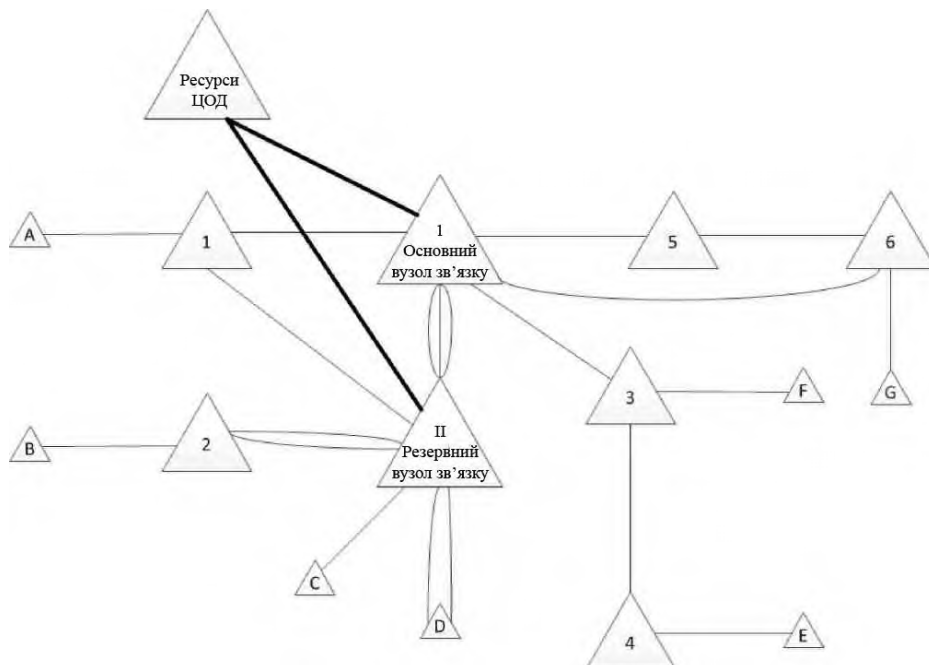 Ресурси
ЦОД
A
1
1
Основний
вузол зв’язку
5
6
3
F
G
B
2
II
Резервний
вузол зв’язку
C
D
4
E